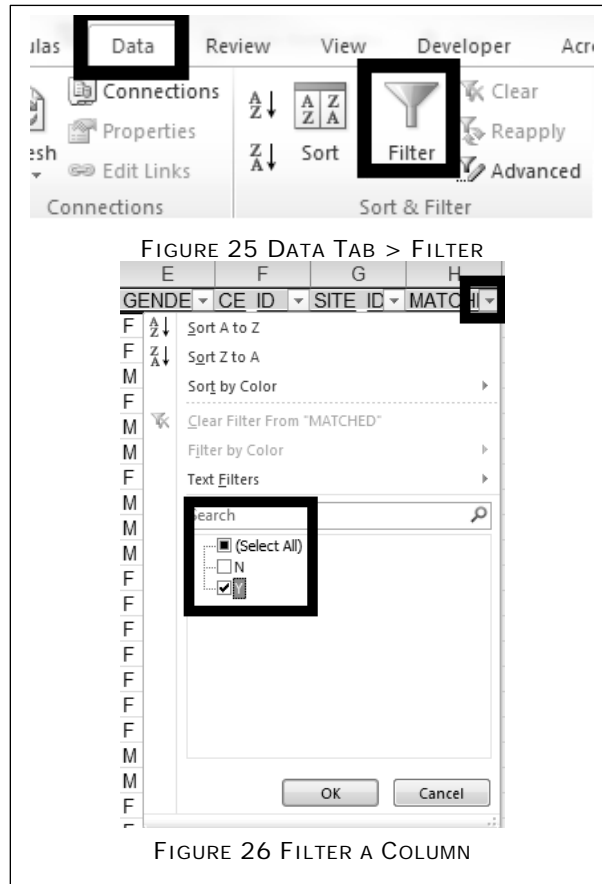 ulas Data Review View Developer Acr
Connections Clear
Properties Reapply
esh Sort Filter
Edit Links Advanced
Connections Sort & Filter
FIGURE 25 DATA TAB > FILTER
E F G H
GENDE CE_ID SITE_ID MATCH
F Sort A to Z
F Sort Z to A
M Sort by Color
F
M Clear Filter From "MATCHED"
M Filter by Color
F Text Filters
M
M Search
M (Select All)
F N
F Y
F
F
F
F
F
M
M OK Cancel
F
FIGURE 26 FILTER A COLUMN